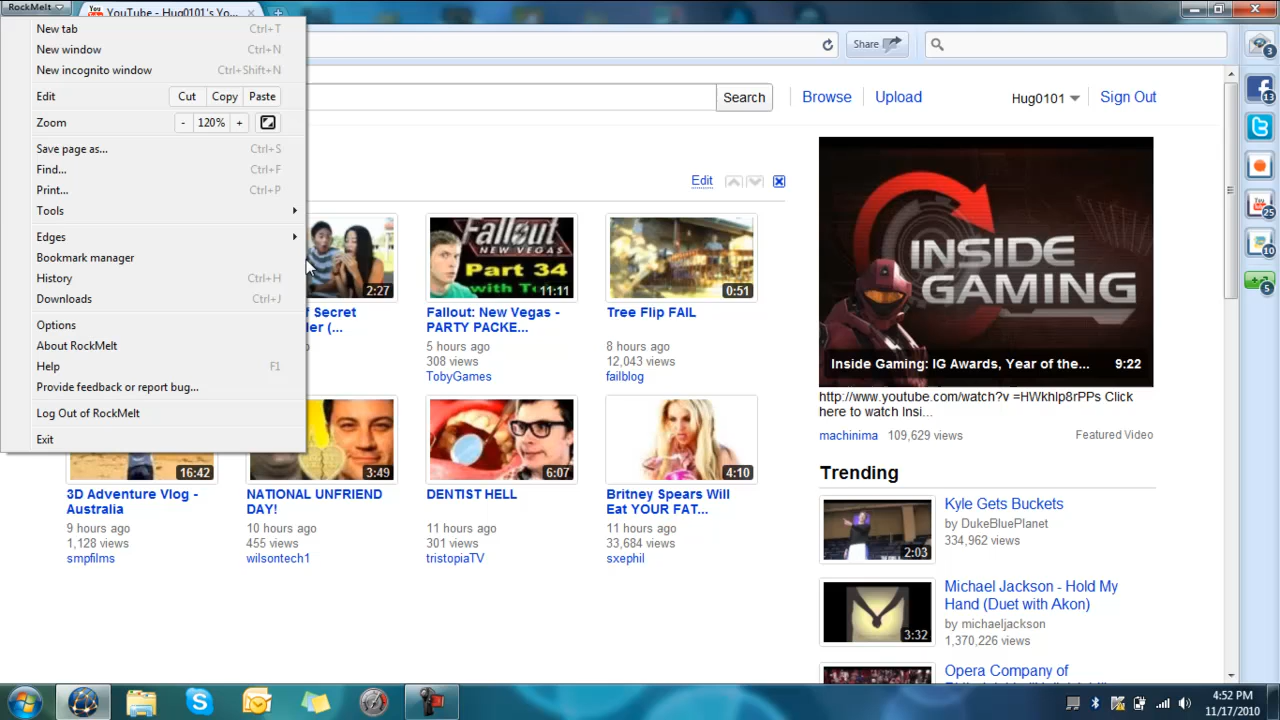 RockMelt
YouTube - Hug0101's Yo...
New tab Ctrl+T
New window Ctrl+N
New incognito window Ctrl+Shift+N
Edit Cut Copy Paste
Zoom - 120% +
Save page as... Ctrl+S
Find... Ctrl+F
Print... Ctrl+P
Tools
Edges
Bookmark manager
History Ctrl+H
Downloads Ctrl+J
Options
About RockMelt
Help F1
Provide feedback or report bug...
Log Out of RockMelt
Exit
Share
3
13
25
10
5
Search
Browse
Upload
Hug0101
Sign Out
Edit
2:27
f Secret
ler (...
FalLout
NEW VEGAS
Part 34
11:11
Fallout: New Vegas -
PARTY PACKE...
5 hours ago
308 views
TobyGames
0:51
Tree Flip FAIL
8 hours ago
12,043 views
failblog
16:42
3D Adventure Vlog -
Australia
9 hours ago
1,128 views
smpfilms
3:49
NATIONAL UNFRIEND
DAY!
10 hours ago
455 views
wilsontech1
6:07
DENTIST HELL
11 hours ago
301 views
tristopiaTV
4:10
Britney Spears Will
Eat YOUR FAT...
11 hours ago
33,684 views
sxephil
INSIDE
GAMING
Inside Gaming: IG Awards, Year of the... 9:22
http://www.youtube.com/watch?v =HWkhlp8rPPs Click
here to watch Insi...
machinima 109,629 views Featured Video
Trending
2:03
Kyle Gets Buckets
by DukeBluePlanet
334,962 views
3:32
Michael Jackson - Hold My
Hand (Duet with Akon)
by michaeljackson
1,370,226 views
Opera Company of
4:52 PM
11/17/2010